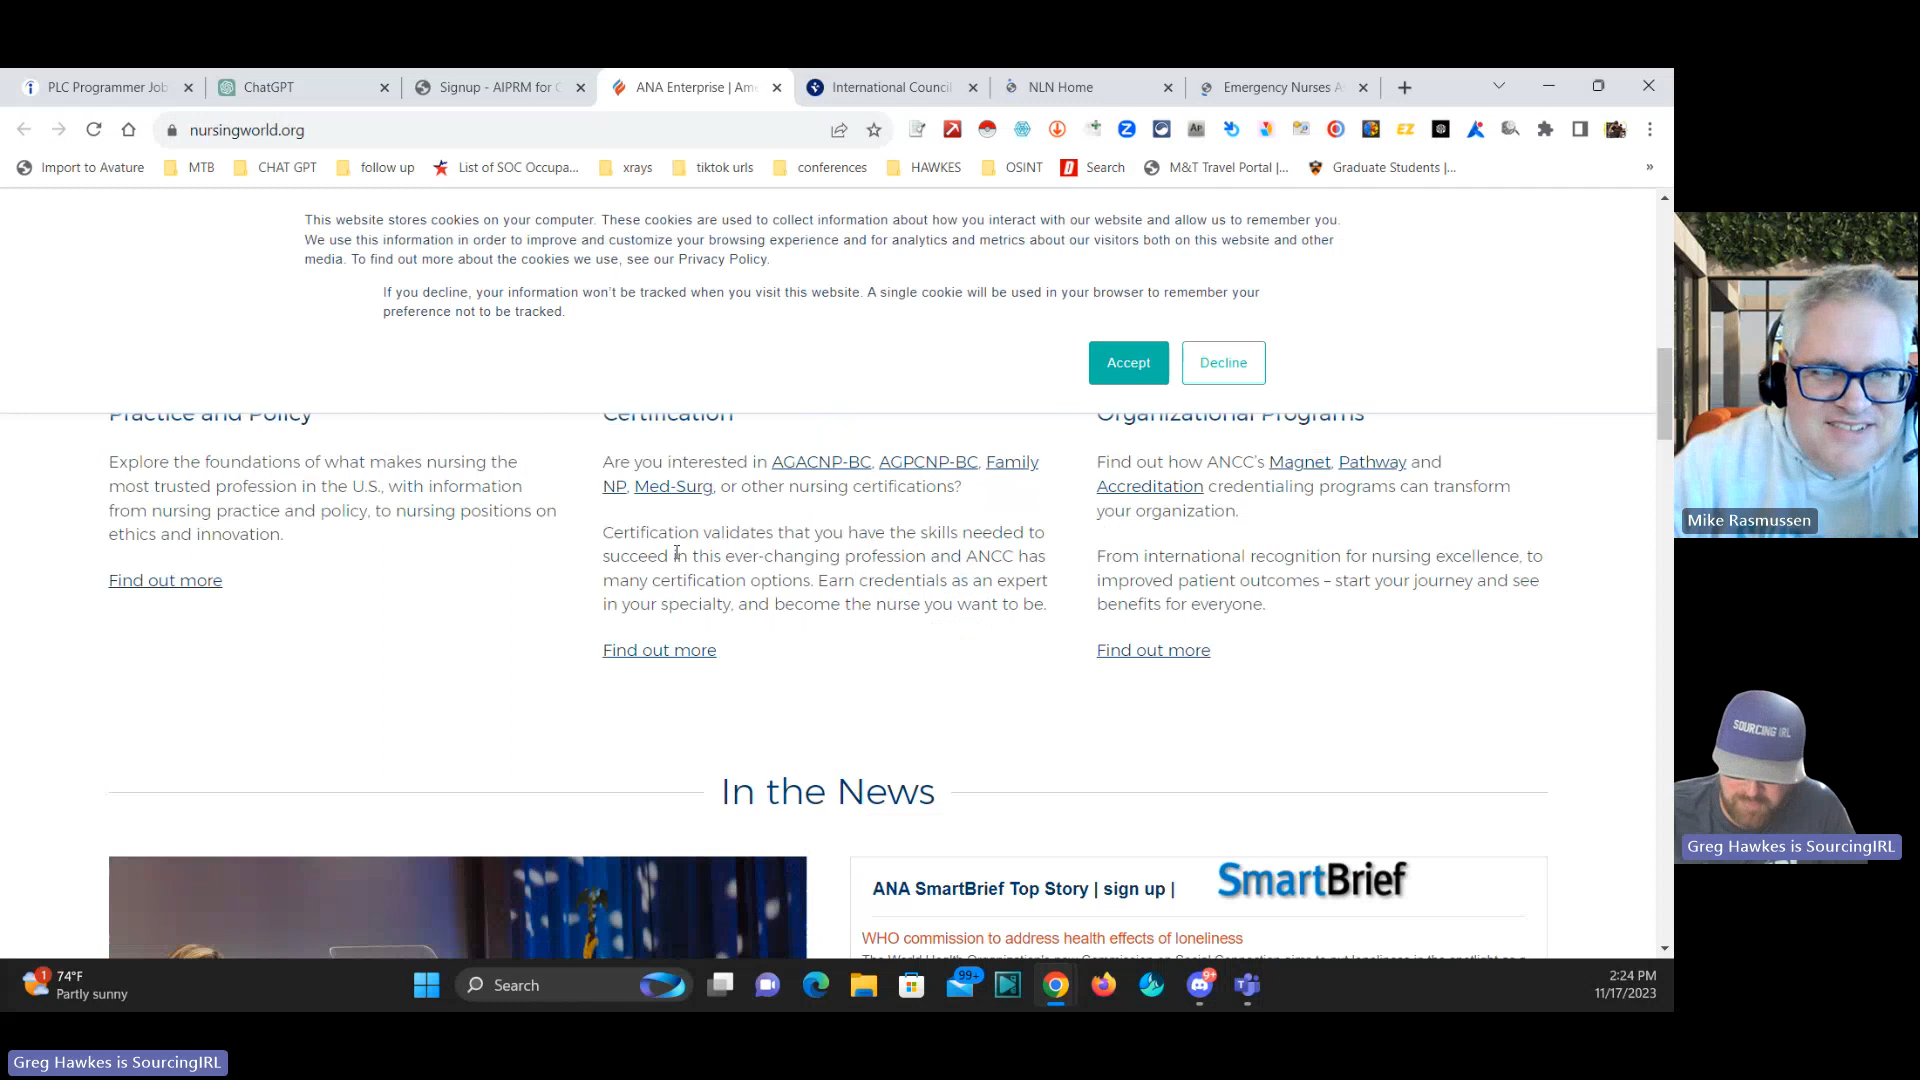 PLC Programmer Job
ChatGPT
Signup - AIPRM for C
ANA Enterprise | Ame
International Council
NLN Home
Emergency Nurses A
nursingworld.org
Import to Avature
MTB
CHAT GPT
follow up
List of SOC Occupa...
xrays
tiktok urls
conferences
HAWKES
OSINT
Search
M&T Travel Portal |...
Graduate Students |...
»
This website stores cookies on your computer. These cookies are used to collect information about how you interact with our website and allow us to remember you.
We use this information in order to improve and customize your browsing experience and for analytics and metrics about our visitors both on this website and other
media. To find out more about the cookies we use, see our Privacy Policy.
If you decline, your information won't be tracked when you visit this website. A single cookie will be used in your browser to remember your
preference not to be tracked.
Accept
Decline
Practice and Policy
Explore the foundations of what makes nursing the
most trusted profession in the U.S., with information
from nursing practice and policy, to nursing positions on
ethics and innovation.
Find out more
Certification
Are you interested in AGACNP-BC, AGPCNP-BC, Family
NP, Med-Surg, or other nursing certifications?
Certification validates that you have the skills needed to
succeed in this ever-changing profession and ANCC has
many certification options. Earn credentials as an expert
in your specialty, and become the nurse you want to be.
Find out more
Organizational Programs
Find out how ANCC's Magnet, Pathway and
Accreditation credentialing programs can transform
your organization.
From international recognition for nursing excellence, to
improved patient outcomes – start your journey and see
benefits for everyone.
Find out more
In the News
ANA SmartBrief Top Story | sign up |
SmartBrief
WHO commission to address health effects of loneliness
Mike Rasmussen
SOURCING IRL
Greg Hawkes is SourcingIRL
1
74°F
Partly sunny
Search
99+
9+
2:24 PM
11/17/2023
Greg Hawkes is SourcingIRL